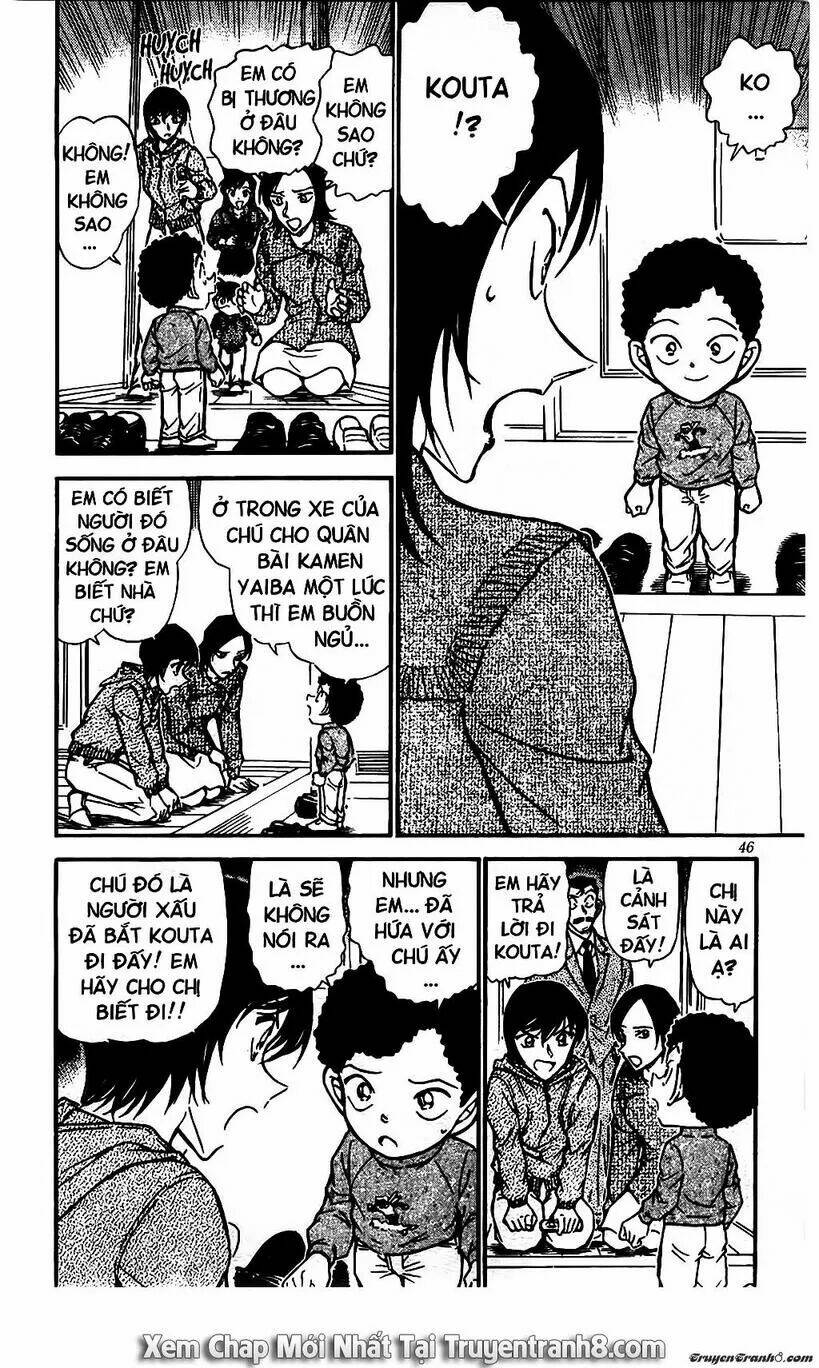 KO
...
KOUTA
!?
EM
KHÔNG
SAO
CHỨ?
EM CÓ
BỊ THƯƠNG
Ở ĐÂU
KHÔNG?
HUỴCH
HUỴCH
KHÔNG!
EM
KHÔNG
SAO
...
Ở TRONG XE CỦA
CHÚ CHO QUÂN
BÀI KAMEN
YAIBA MỘT LÚC
THÌ EM BUỒN
NGỦ...
EM CÓ BIẾT
NGƯỜI ĐÓ
SỐNG Ở ĐÂU
KHÔNG? EM
BIẾT NHÀ
CHỨ?
46
CHỊ
NÀY
LÀ AI
Ạ?
LÀ
CẢNH
SÁT
ĐẤY!
EM HÃY
TRẢ
LỜI ĐI
KOUTA!
NHƯNG
EM... ĐÃ
HỨA VỚI
CHÚ ẤY
...
LÀ SẼ
KHÔNG
NÓI RA
...
CHÚ ĐÓ LÀ
NGƯỜI XẤU
ĐÃ BẮT KOUTA
ĐI ĐẤY! EM
HÃY CHO CHỊ
BIẾT ĐI!!
Xem Chap Mới Nhất Tại Truyentranh8.com
TruyenTranh8.com